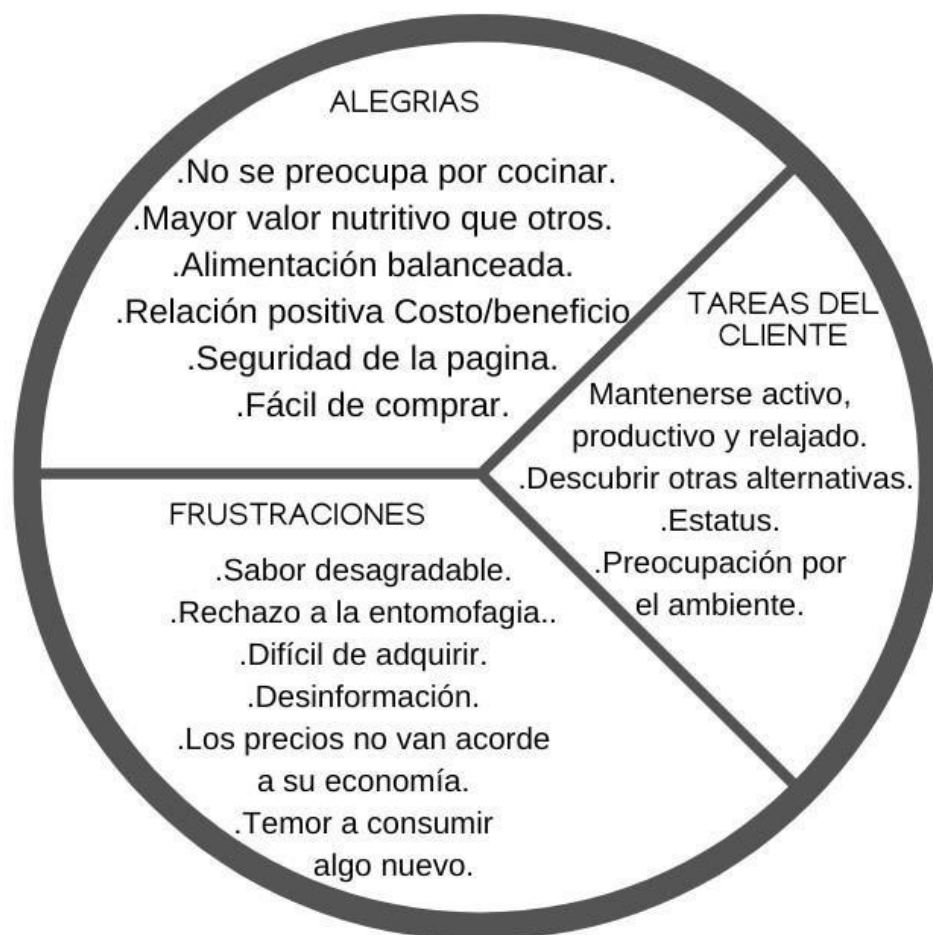 ALEGRIAS
.No se preocupa por cocinar.
.Mayor valor nutritivo que otros.
.Alimentación balanceada.
.Relación positiva Costo/beneficio
.Seguridad de la pagina.
.Fácil de comprar.
TAREAS DEL
CLIENTE
Mantenerse activo,
productivo y relajado.
.Descubrir otras alternativas.
.Estatus.
.Preocupación por
el ambiente.
FRUSTRACIONES
.Sabor desagradable.
.Rechazo a la entomofagia..
.Difícil de adquirir.
.Desinformación.
.Los precios no van acorde
a su economía.
.Temor a consumir
algo nuevo.